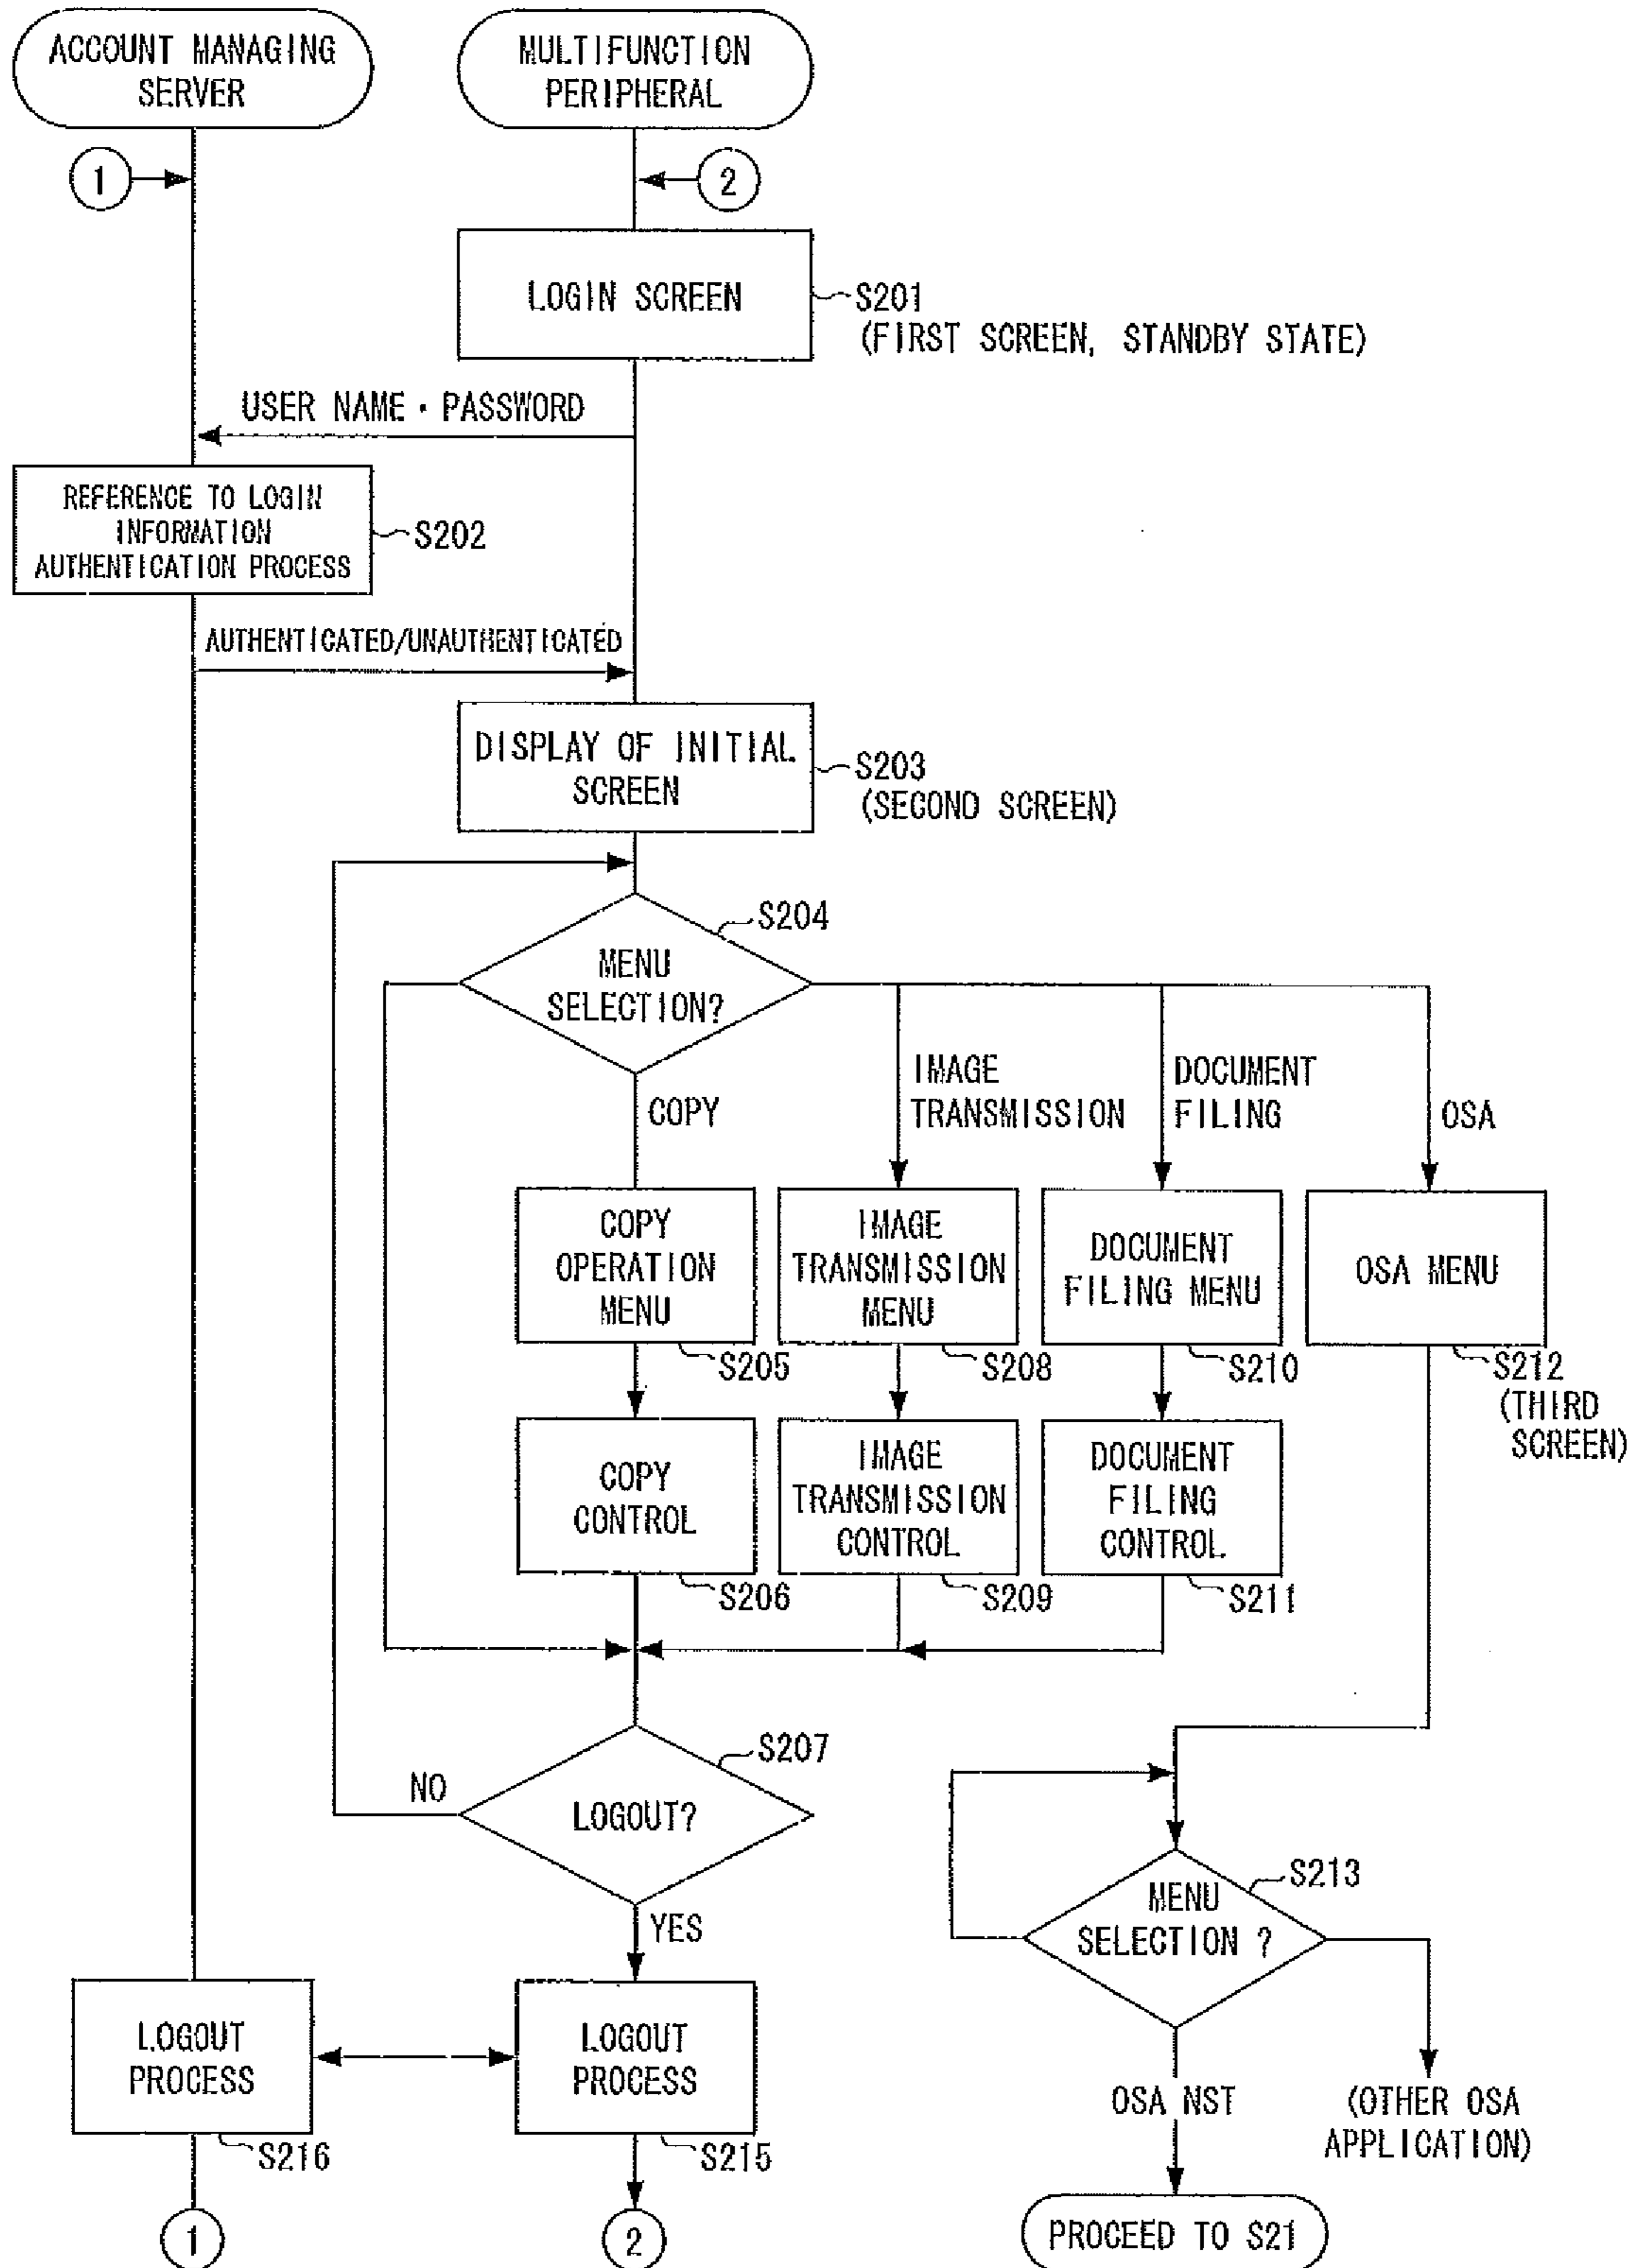 ACCOUNT MANAGING
SERVER
MULTIFUNCTION
PERIPHERAL
1
2
LOGIN SCREEN
S201
(FIRST SCREEN, STANDBY STATE)
USER NAME・PASSWORD
REFERENCE TO LOGIN
INFORMATION
AUTHENTICATION PROCESS
S202
AUTHENTICATED/UNAUTHENTICATED
DISPLAY OF INITIAL
SCREEN
S203
(SECOND SCREEN)
S204
MENU
SELECTION?
COPY
IMAGE
TRANSMISSION
DOCUMENT
FILING
OSA
COPY
OPERATION
MENU
S205
IMAGE
TRANSMISSION
MENU
S208
DOCUMENT
FILING MENU
S210
OSA MENU
S212
(THIRD
SCREEN)
COPY
CONTROL
S206
IMAGE
TRANSMISSION
CONTROL
S209
DOCUMENT
FILING
CONTROL
S211
S207
LOGOUT?
NO
YES
S213
MENU
SELECTION ?
LOGOUT
PROCESS
S216
LOGOUT
PROCESS
S215
OSA NST
(OTHER OSA
APPLICATION)
1
2
PROCEED TO S21